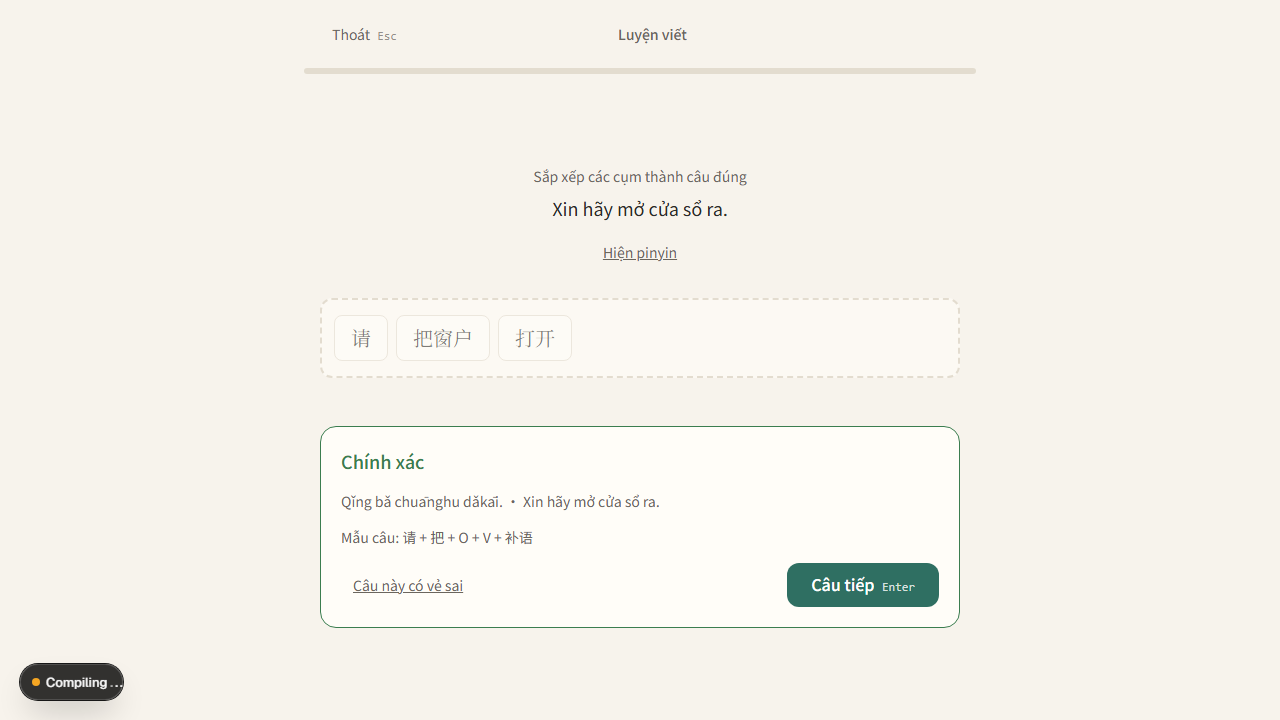 Thoát Esc
Luyện viết
Sắp xếp các cụm thành câu đúng
Xin hãy mở cửa sổ ra.
Hiện pinyin
请 把窗户 打开
Chính xác
Qǐng bǎ chuānghu dǎkāi. · Xin hãy mở cửa sổ ra.
Mẫu câu: 请 + 把 + O + V + 补语
Câu này có vẻ sai
Câu tiếp Enter
Compiling ...